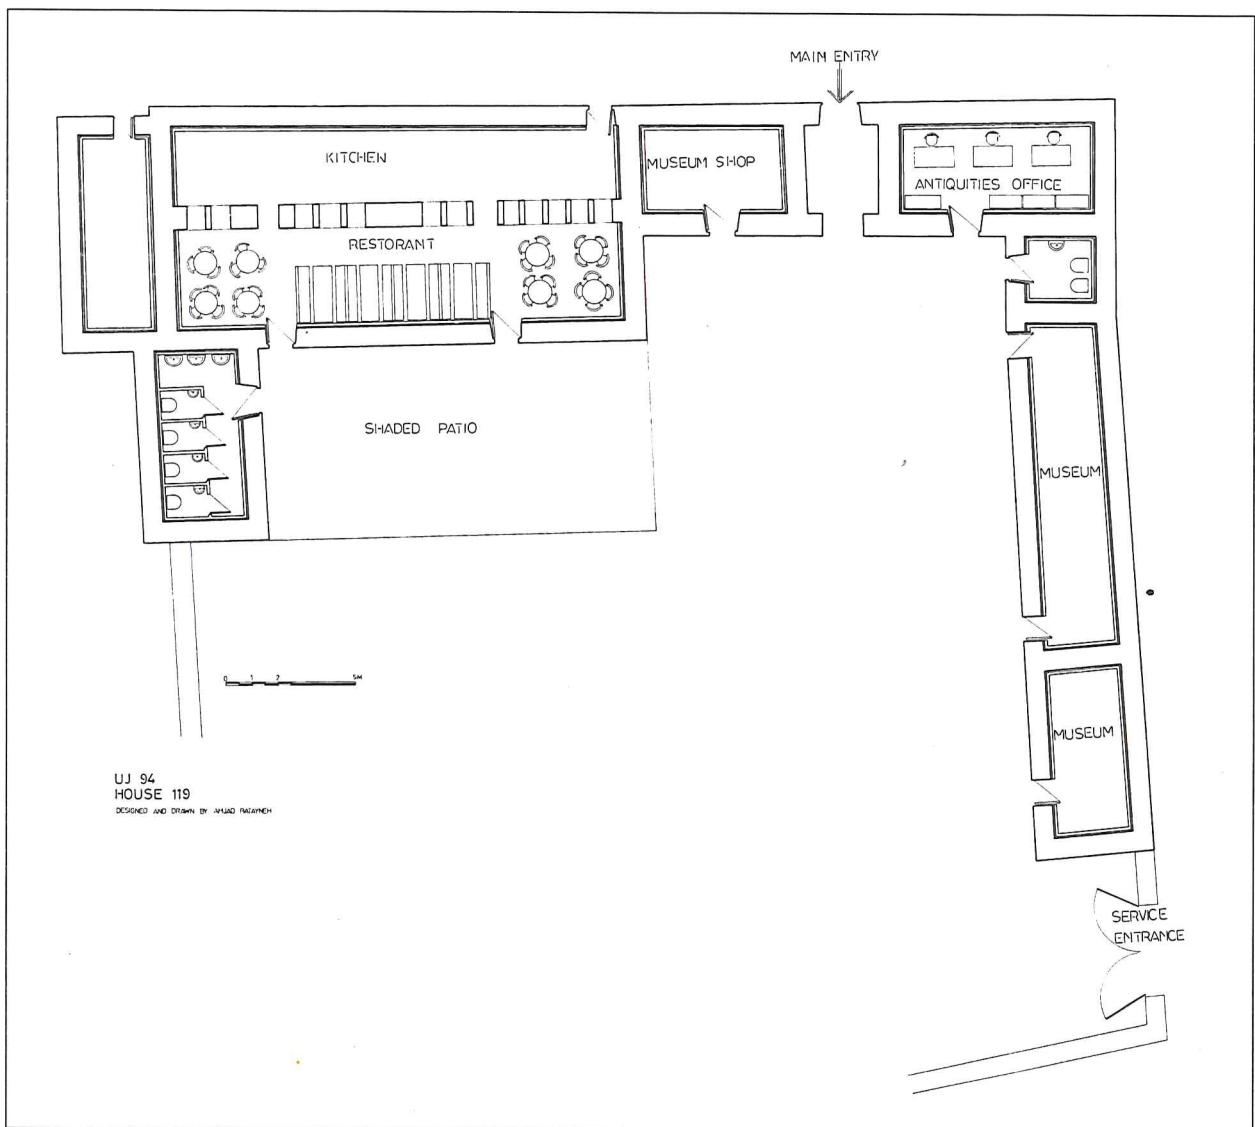 MAIN ENTRY
KITCHEN
MUSEUM SHOP
ANTIQUITIES OFFICE
RESTORANT
SHADED PATIO
MUSEUM
0 1 2 5M
MUSEUM
UJ 94
HOUSE 119
DESIGNED AND DRAWN BY AMJAD BATAYNEH
SERVICE
ENTRANCE